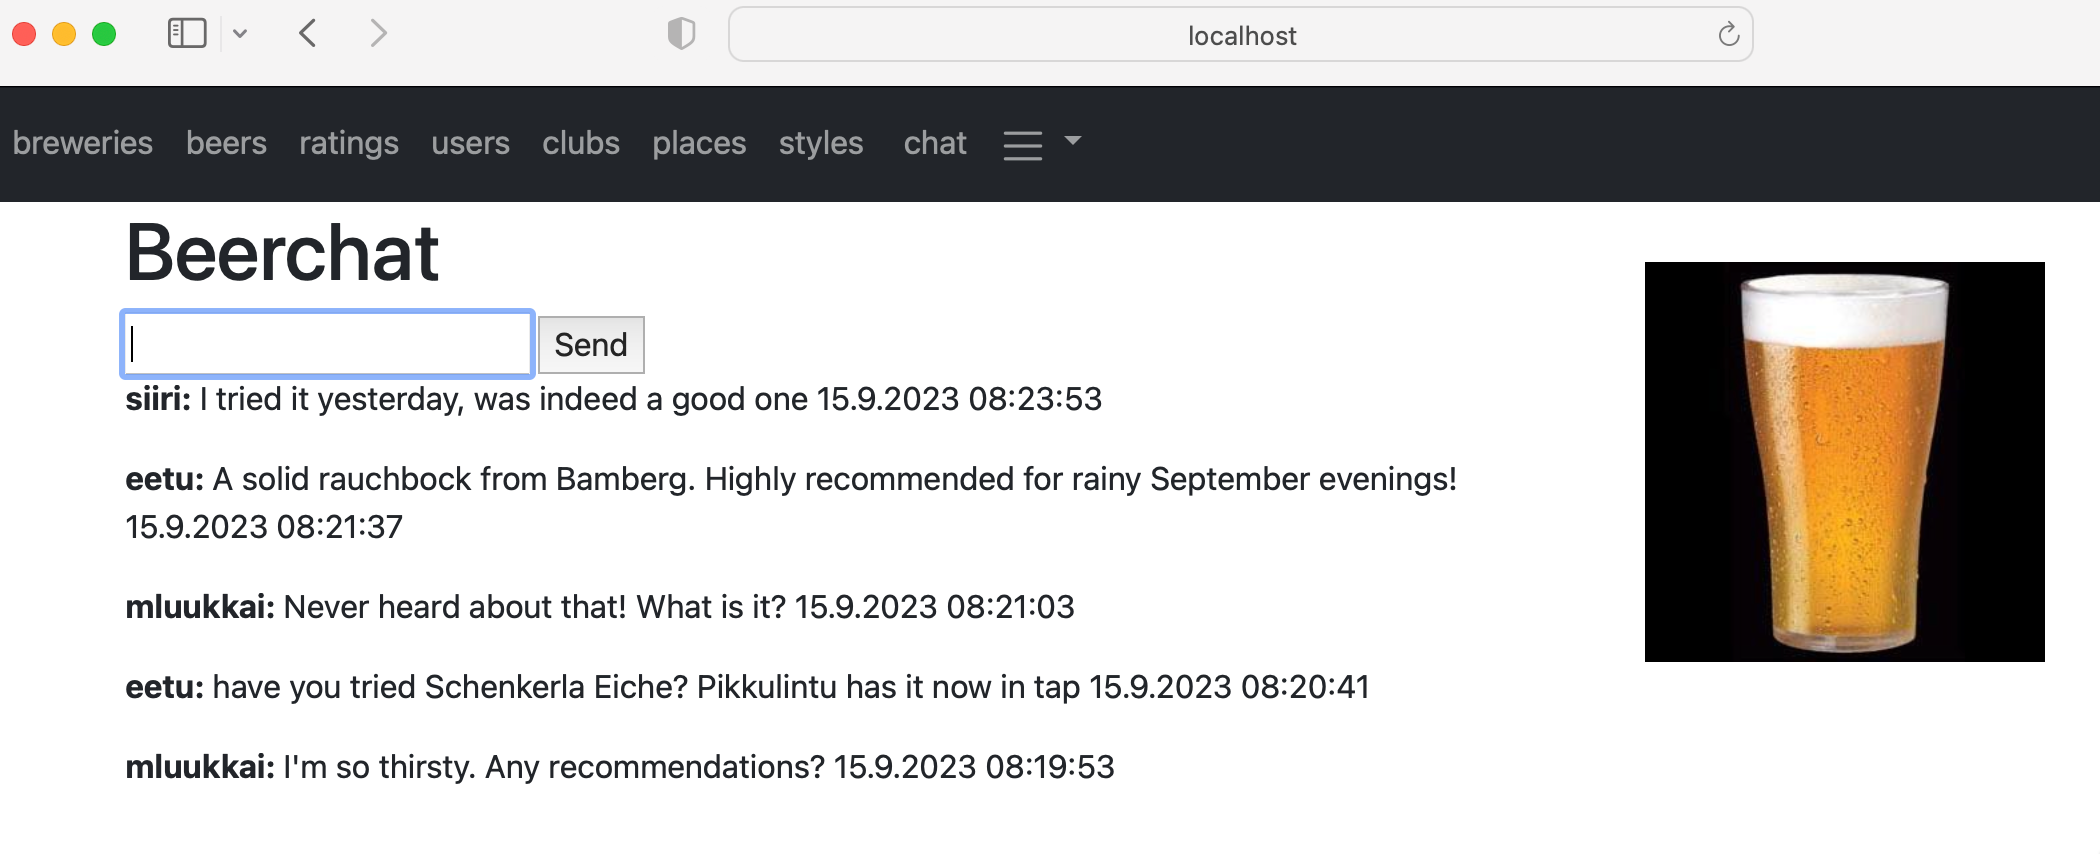 localhost
breweries beers ratings users clubs places styles chat
Beerchat
Send
siiri: I tried it yesterday, was indeed a good one 15.9.2023 08:23:53
eetu: A solid rauchbock from Bamberg. Highly recommended for rainy September evenings!
15.9.2023 08:21:37
mluukkai: Never heard about that! What is it? 15.9.2023 08:21:03
eetu: have you tried Schenkerla Eiche? Pikkulintu has it now in tap 15.9.2023 08:20:41
mluukkai: I'm so thirsty. Any recommendations? 15.9.2023 08:19:53